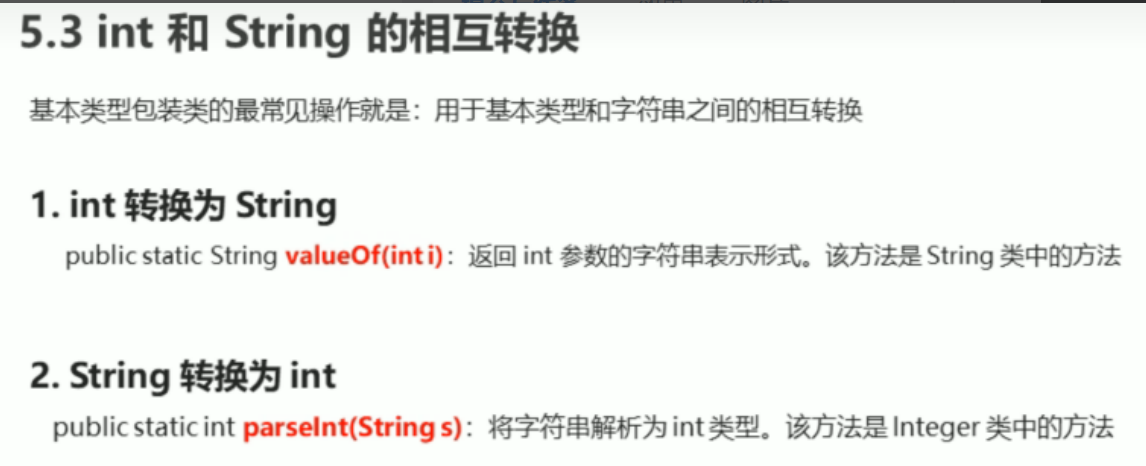 5.3 int 和 String 的相互转换
基本类型包装类的最常见操作就是：用于基本类型和字符串之间的相互转换
1. int 转换为 String
public static String valueOf(int i)：返回 int 参数的字符串表示形式。该方法是 String 类中的方法
2. String 转换为 int
public static int parseInt(String s)：将字符串解析为 int 类型。该方法是 Integer 类中的方法